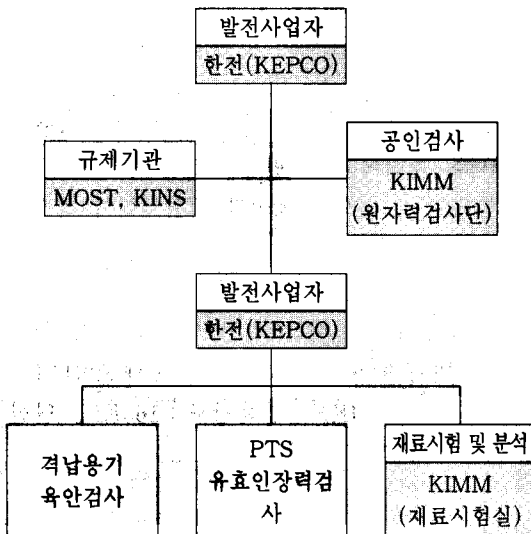 발전사업자
한전(KEPCO)
규제기관
MOST, KINS
공인검사
KIMM
(원자력검사단)
발전사업자
한전(KEPCO)
격납용기
육안검사
PTS
유효인장력검
사
재료시험 및 분석
KIMM
(재료시험실)